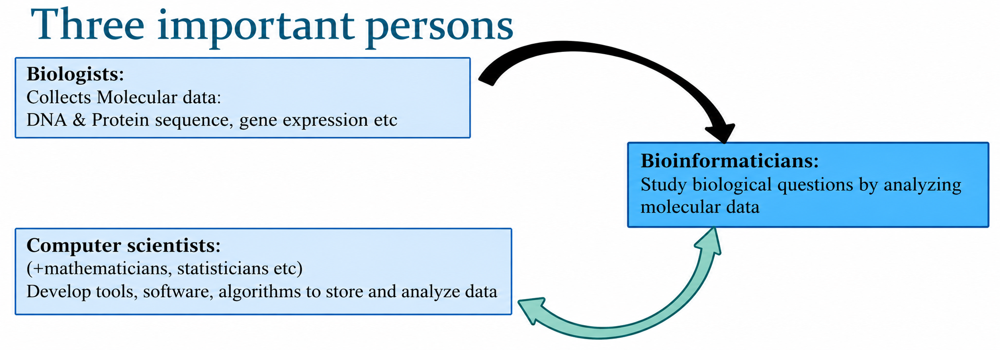 Three important persons
Biologists:
Collects Molecular data:
DNA & Protein sequence, gene expression etc
Bioinformaticians:
Study biological questions by analyzing
molecular data
Computer scientists:
(+mathematicians, statisticians etc)
Develop tools, software, algorithms to store and analyze data